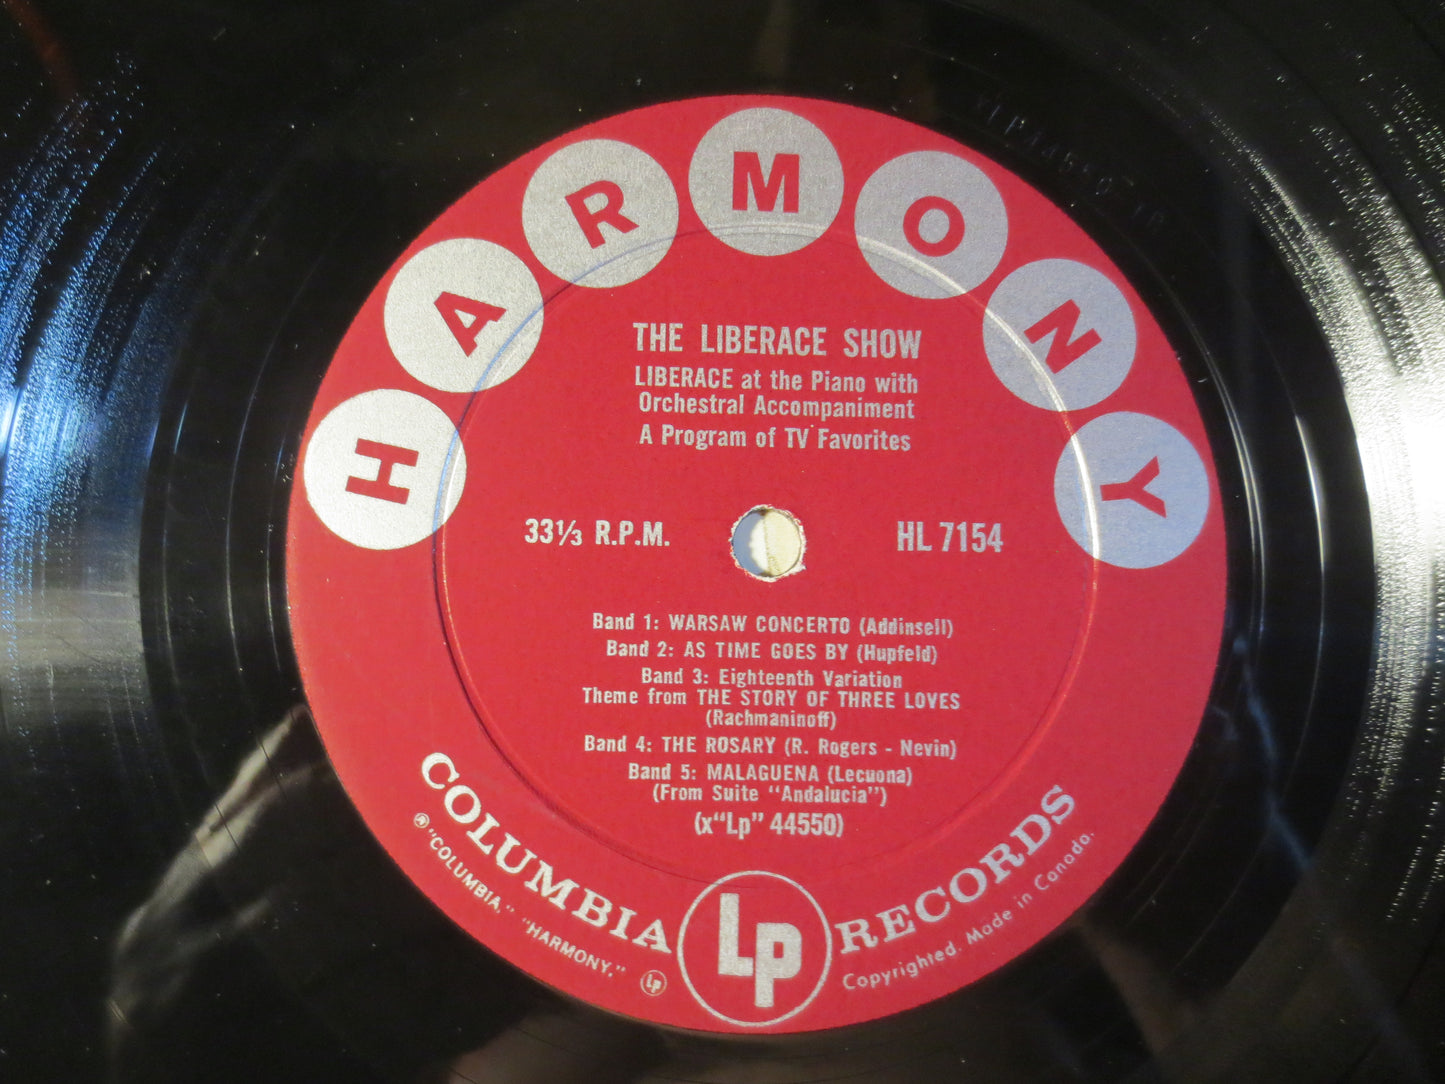 HARMONY
THE LIBERACE SHOW
LIBERACE at the Piano with
Orchestral Accompaniment
A Program of TV Favorites
33⅓ R.P.M.
HL 7154
Band 1: WARSAW CONCERTO (Addinsell)
Band 2: AS TIME GOES BY (Hupfeld)
Band 3: Eighteenth Variation
Theme from THE STORY OF THREE LOVES
(Rachmaninoff)
Band 4: THE ROSARY (R. Rogers - Nevin)
Band 5: MALAGUENA (Lecuona)
(From Suite "Andalucia")
(x"Lp" 44550)
COLUMBIA LP RECORDS
® "COLUMBIA," "HARMONY," Lp
Copyrighted. Made in Canada.